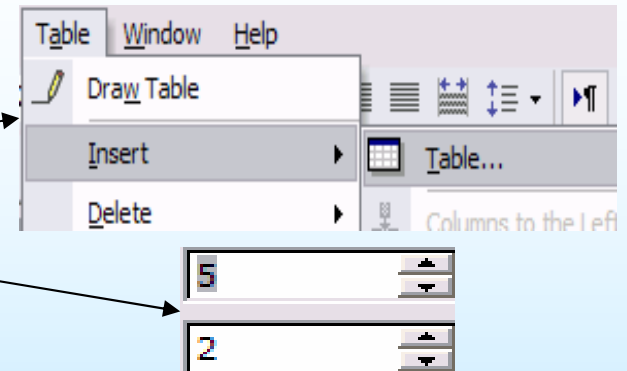 Table Window Help
Draw Table
Insert Table...
Delete Columns to the Left
5
2